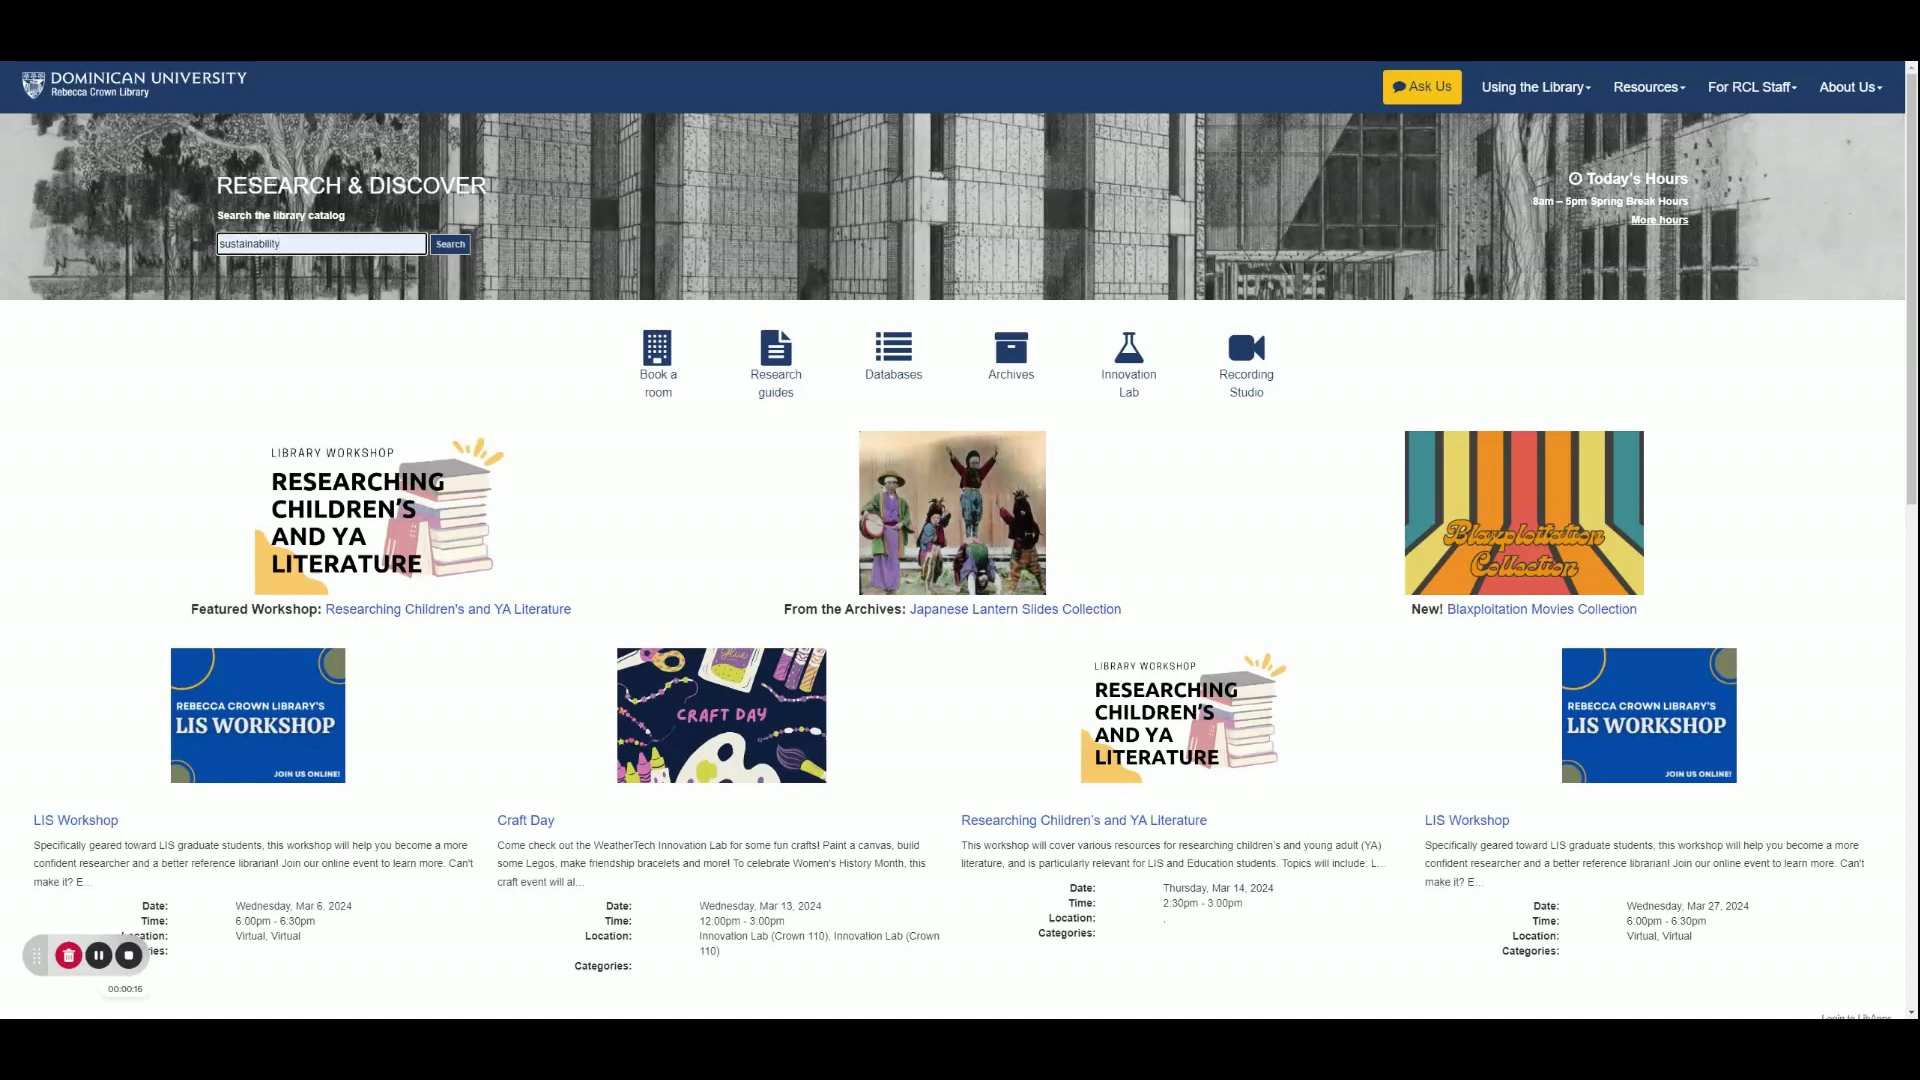 DOMINICAN UNIVERSITY
Rebecca Crown Library
Ask Us
Using the Library
Resources
For RCL Staff
About Us
RESEARCH & DISCOVER
Search the library catalog
sustainability
Search
Today's Hours
8am – 5pm Spring Break Hours
More hours
Book a
room
Research
guides
Databases
Archives
Innovation
Lab
Recording
Studio
LIBRARY WORKSHOP
RESEARCHING
CHILDREN'S
AND YA
LITERATURE
Blaxploitation
Collection
Featured Workshop: Researching Children's and YA Literature
From the Archives: Japanese Lantern Slides Collection
New! Blaxploitation Movies Collection
REBECCA CROWN LIBRARY'S
LIS WORKSHOP
JOIN US ONLINE!
Glue
CRAFT DAY
LIBRARY WORKSHOP
RESEARCHING
CHILDREN'S
AND YA
LITERATURE
REBECCA CROWN LIBRARY'S
LIS WORKSHOP
JOIN US ONLINE!
LIS Workshop
Specifically geared toward LIS graduate students, this workshop will help you become a more
confident researcher and a better reference librarian! Join our online event to learn more. Can't
make it? E...
Date: Wednesday, Mar 6, 2024
Time: 6:00pm - 6:30pm
ocation: Virtual, Virtual
ries:
00:00:16
Craft Day
Come check out the WeatherTech Innovation Lab for some fun crafts! Paint a canvas, build
some Legos, make friendship bracelets and more! To celebrate Women's History Month, this
craft event will al...
Date: Wednesday, Mar 13, 2024
Time: 12:00pm - 3:00pm
Location: Innovation Lab (Crown 110), Innovation Lab (Crown
110)
Categories:
Researching Children's and YA Literature
This workshop will cover various resources for researching children's and young adult (YA)
literature, and is particularly relevant for LIS and Education students. Topics will include: L...
Date: Thursday, Mar 14, 2024
Time: 2:30pm - 3:00pm
Location: .
Categories:
LIS Workshop
Specifically geared toward LIS graduate students, this workshop will help you become a more
confident researcher and a better reference librarian! Join our online event to learn more. Can't
make it? E...
Date: Wednesday, Mar 27, 2024
Time: 6:00pm - 6:30pm
Location: Virtual, Virtual
Categories:
Login to LibApps